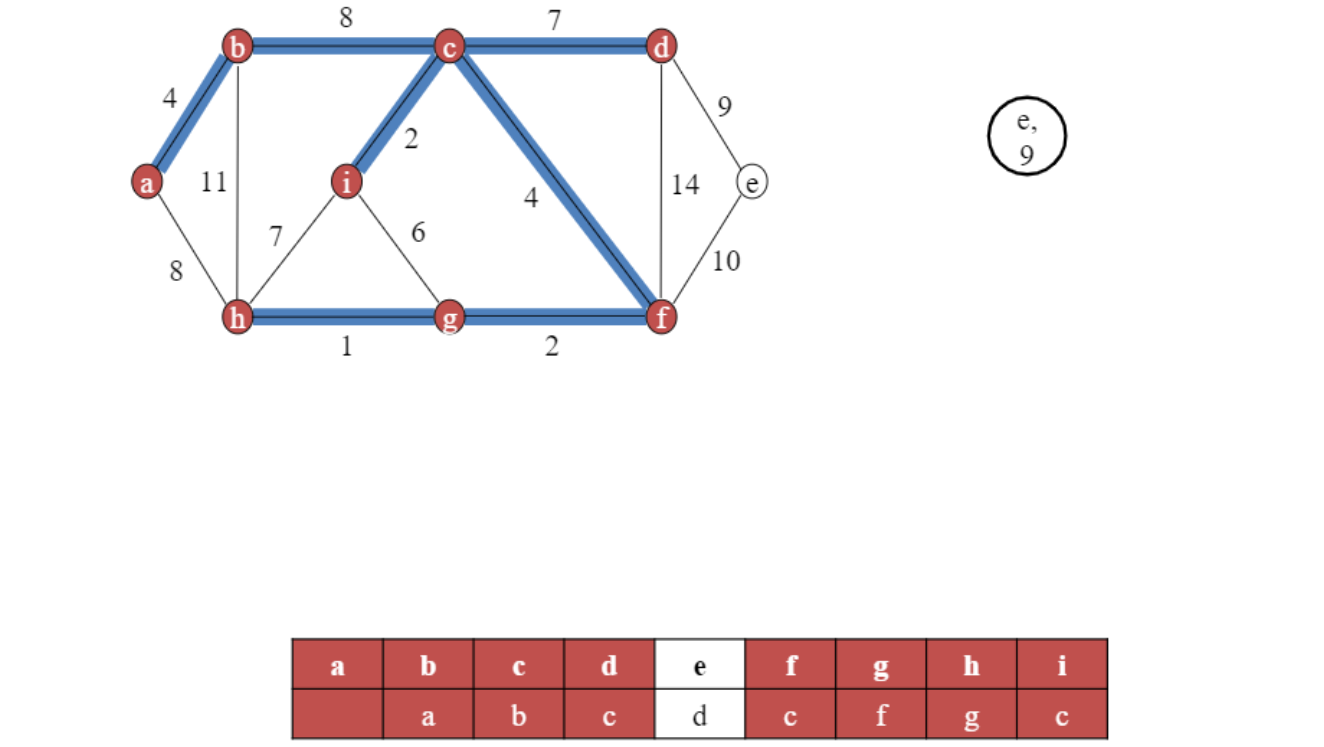 8 7
b c d
4 9 e,
2 9
11 14
a i 4 e
7 6
8 10
h g f
1 2
a b c d e f g h i
a b c d c f g c